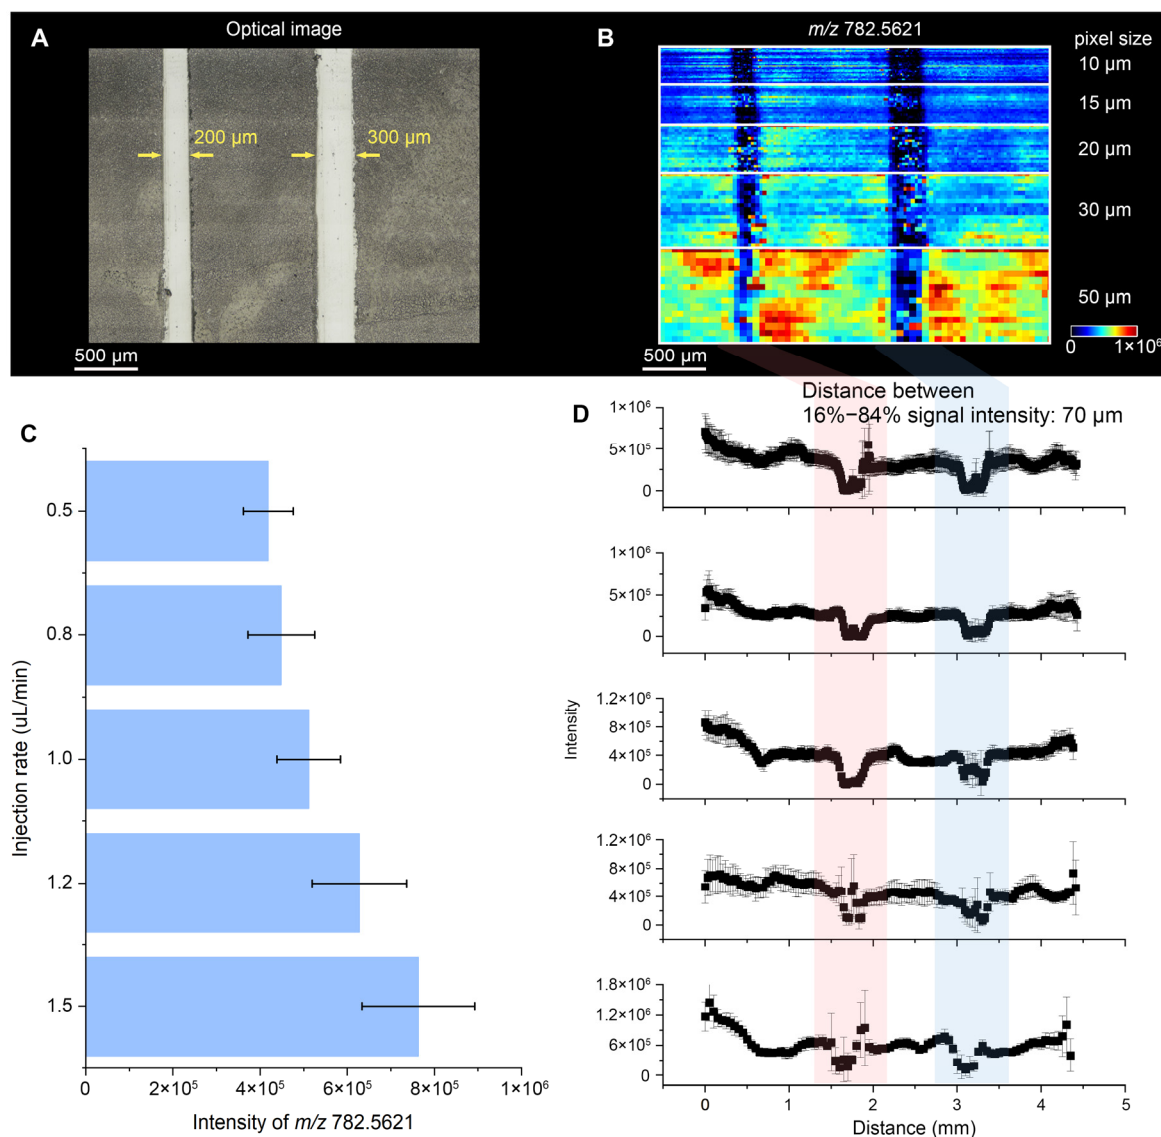 A
Optical image
200 μm
300 μm
500 μm
B
m/z 782.5621
pixel size
10 μm
15 μm
20 μm
30 μm
50 μm
0
1×10⁶
500 μm
C
Injection rate (uL/min)
0.5
0.8
1.0
1.2
1.5
0
2×10⁵
4×10⁵
6×10⁵
8×10⁵
1×10⁶
Intensity of m/z 782.5621
D
Distance between
16%−84% signal intensity: 70 μm
Intensity
1×10⁶
5×10⁵
0
1×10⁶
5×10⁵
0
1.2×10⁶
8×10⁵
4×10⁵
0
1.2×10⁶
8×10⁵
4×10⁵
0
1.8×10⁶
1.2×10⁶
6×10⁵
0
0
1
2
3
4
5
Distance (mm)